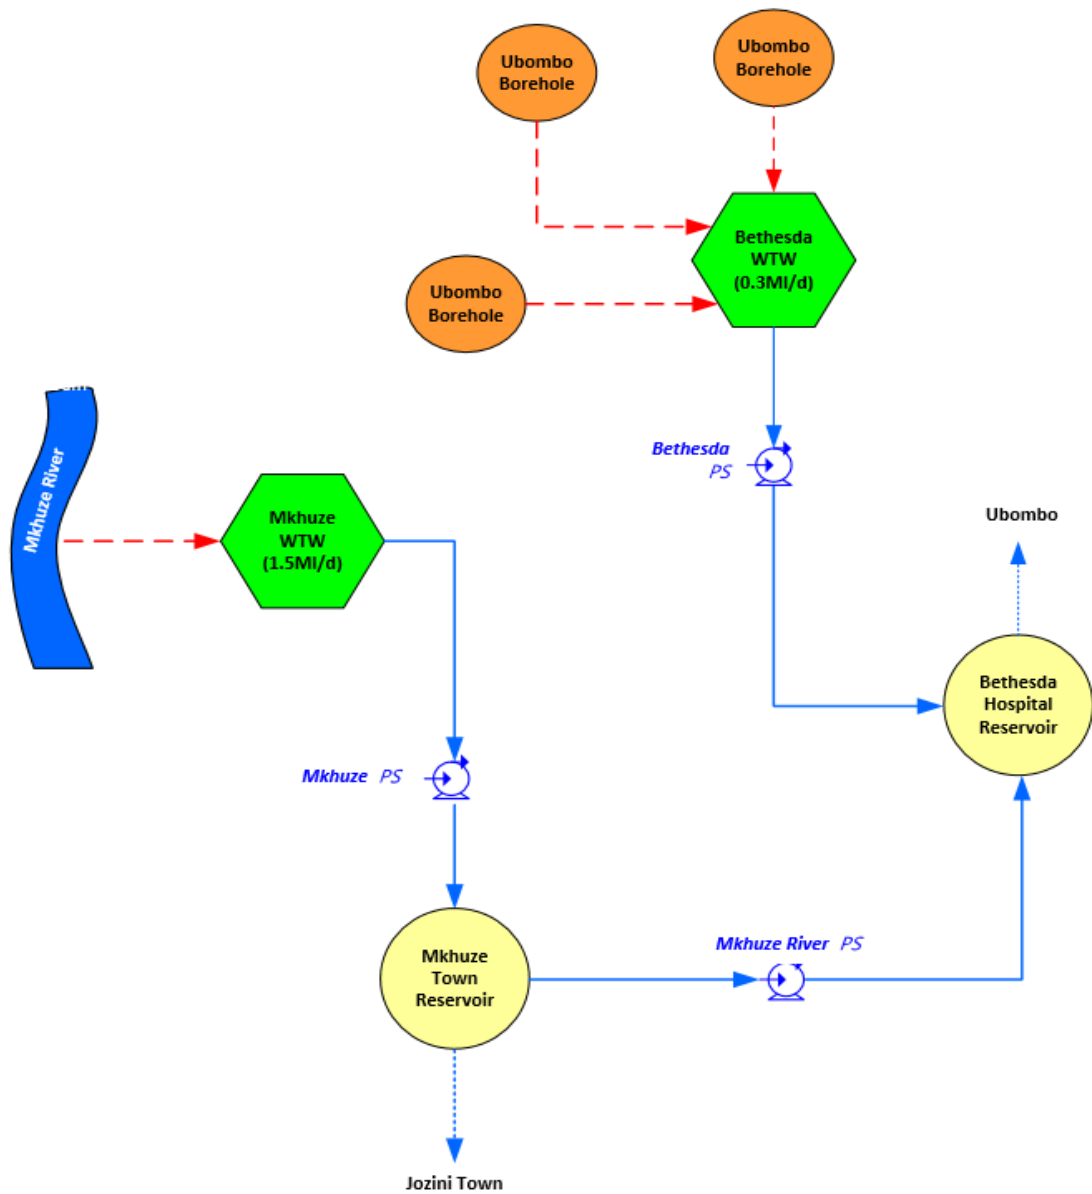 Ubombo
Borehole
Ubombo
Borehole
Bethesda
WTW
(0.3Ml/d)
Ubombo
Borehole
Mkhuze River
Mkhuze
WTW
(1.5Ml/d)
Bethesda
PS
Ubombo
Bethesda
Hospital
Reservoir
Mkhuze PS
Mkhuze
Town
Reservoir
Mkhuze River PS
Jozini Town